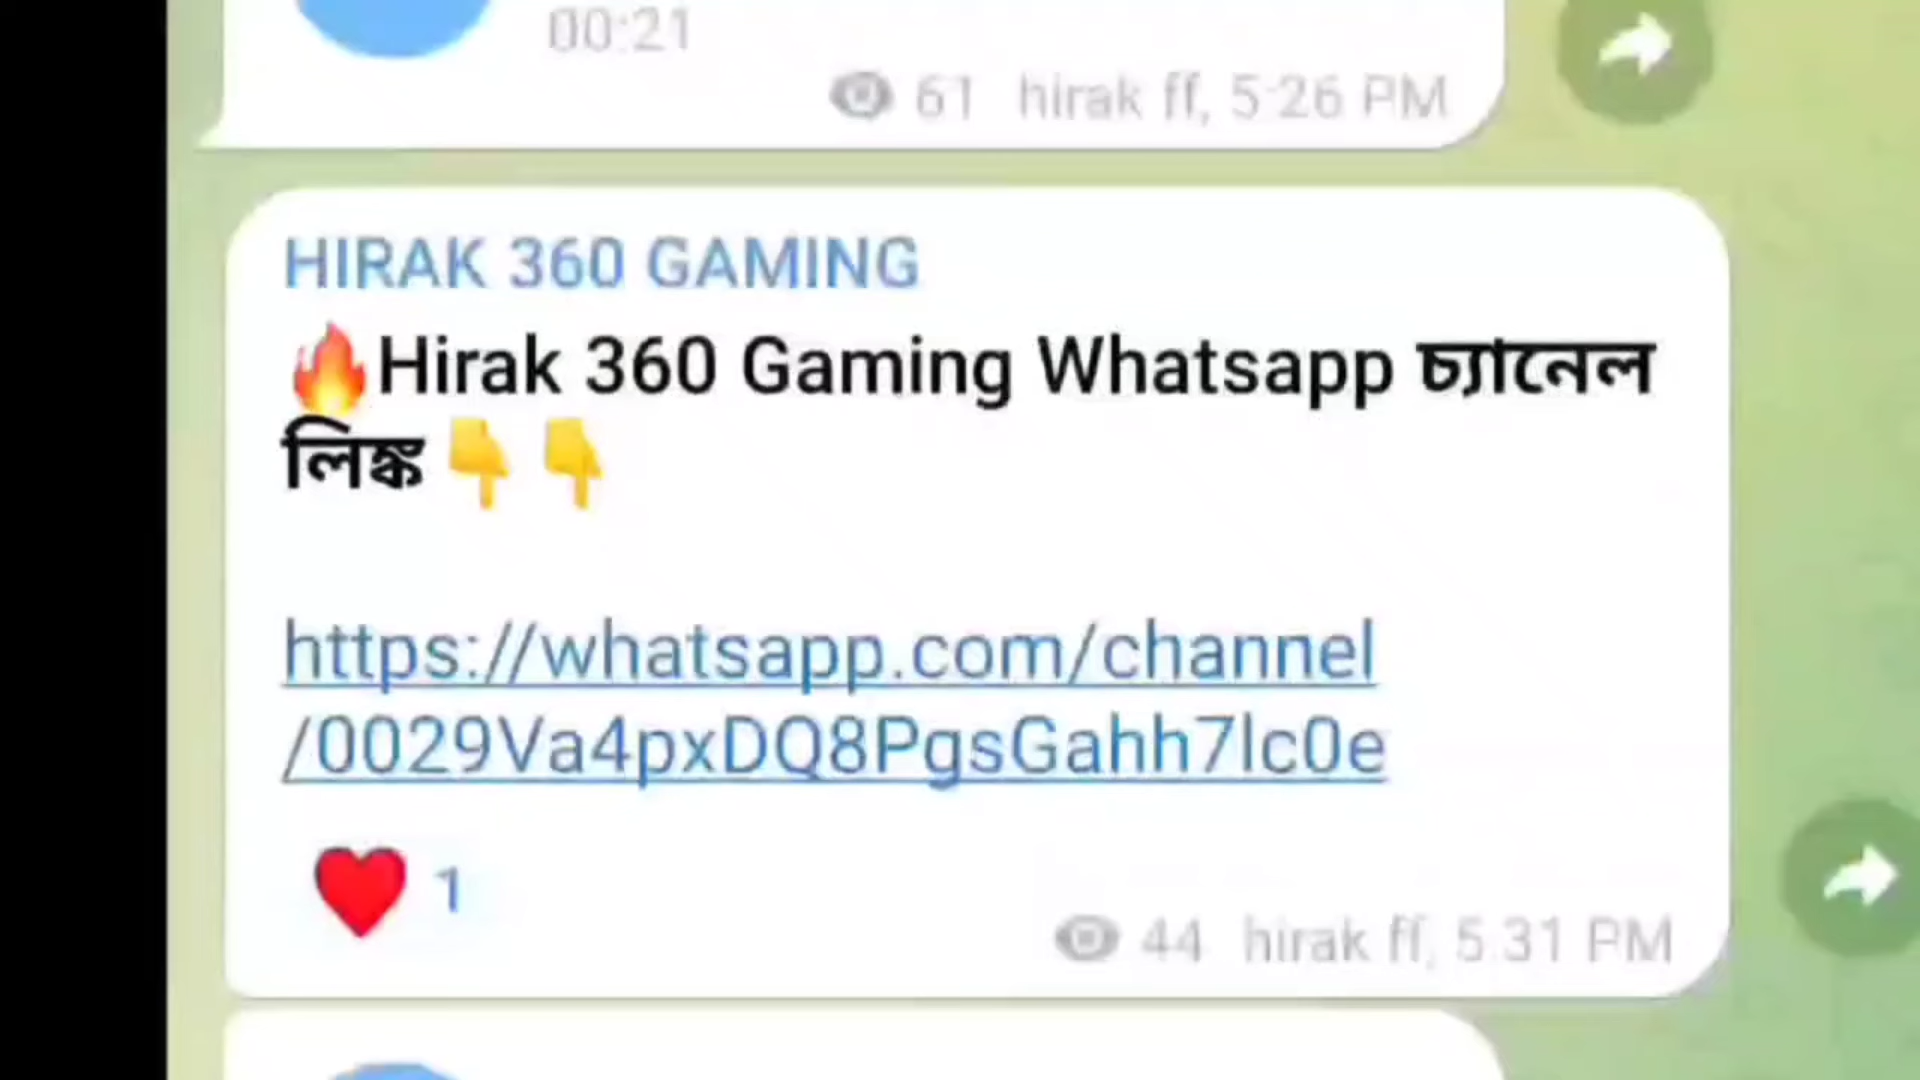 00:21
61 hirak ff, 5:26 PM
HIRAK 360 GAMING
🔥Hirak 360 Gaming Whatsapp চ্যানেল
লিঙ্ক 👇 👇
https://whatsapp.com/channel
/0029Va4pxDQ8PgsGahh7lc0e
❤️ 1
44 hirak ff, 5:31 PM